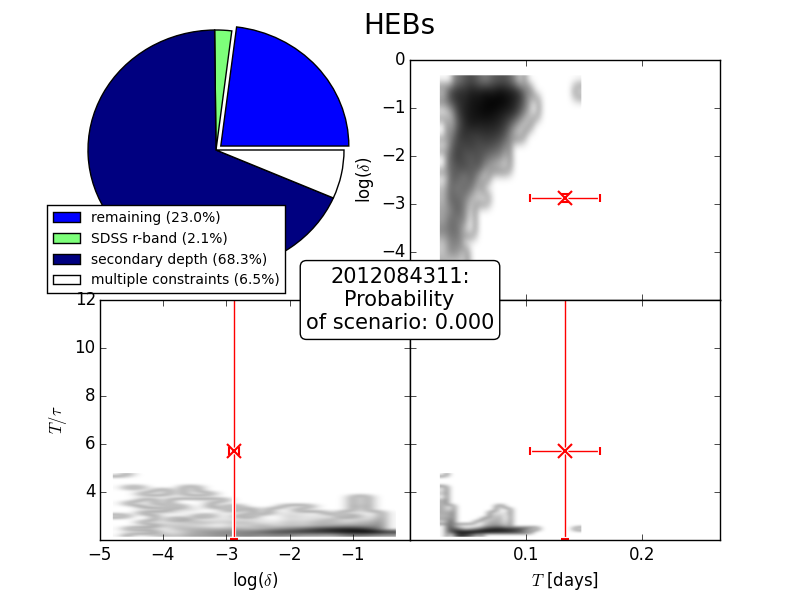 HEBs
remaining (23.0%)
SDSS r-band (2.1%)
secondary depth (68.3%)
multiple constraints (6.5%)
0
−1
−2
−3
−4
log(δ)
2012084311:
Probability
of scenario: 0.000
12
10
8
6
4
T/τ
−5 −4 −3 −2 −1
log(δ)
0.1 0.2
T [days]